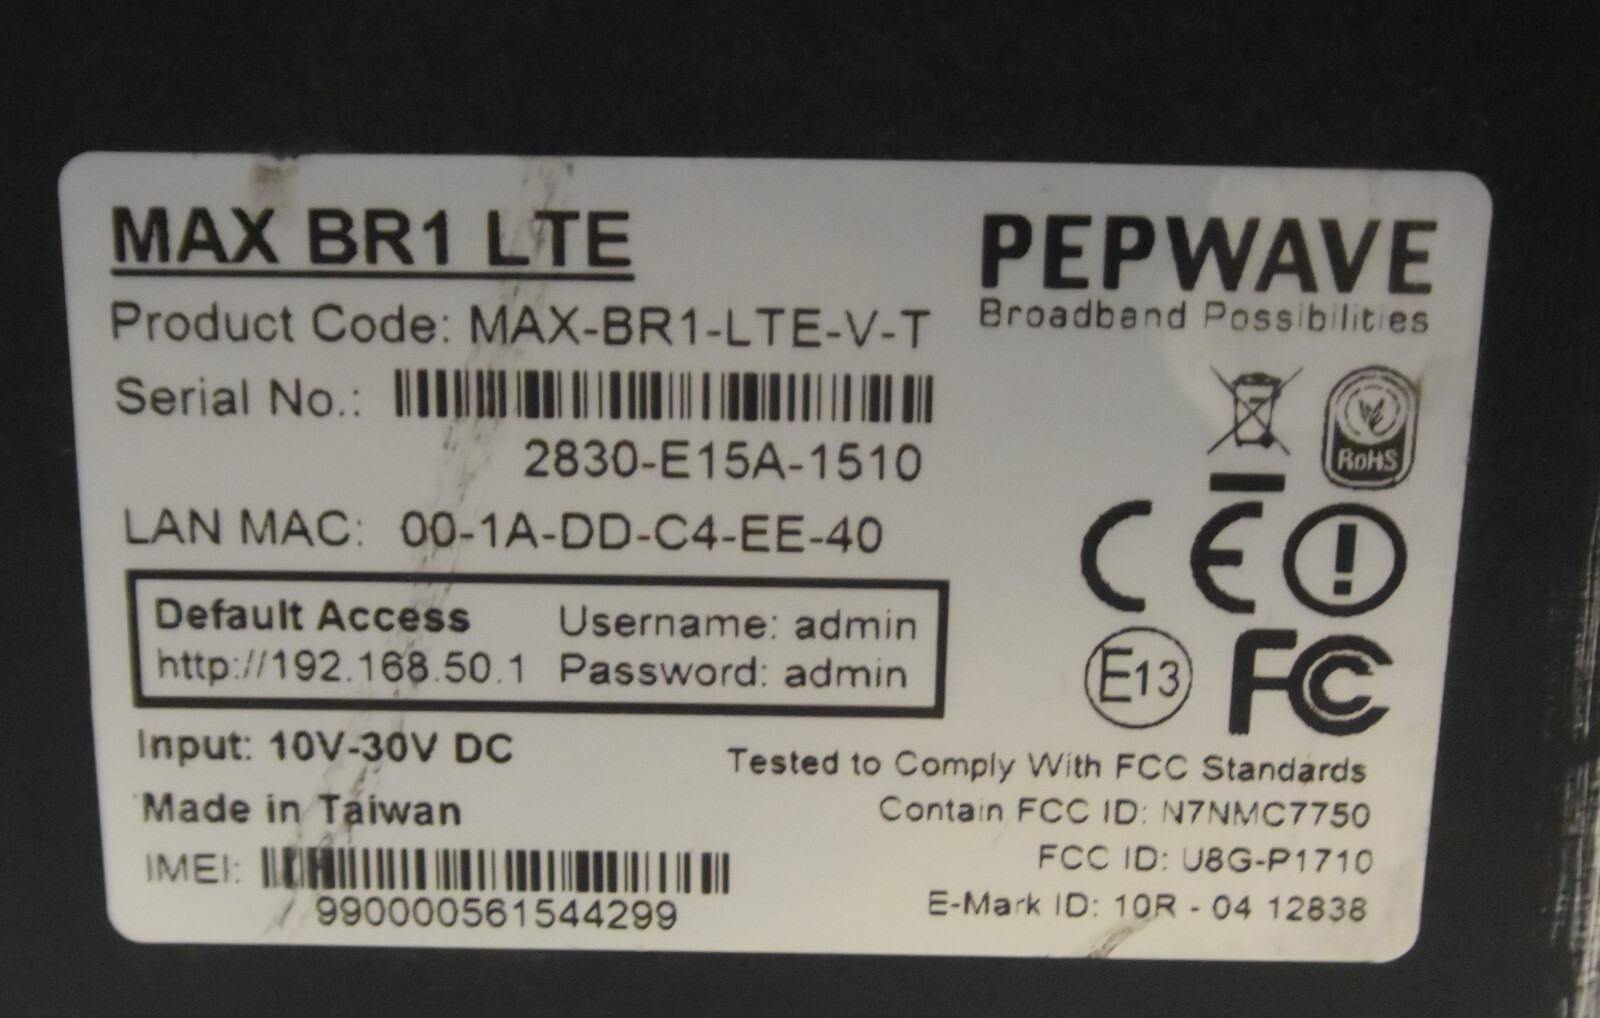 MAX BR1 LTE
PEPWAVE
Broadband Possibilities
Product Code: MAX-BR1-LTE-V-T
Serial No.:
2830-E15A-1510
LAN MAC: 00-1A-DD-C4-EE-40
Default Access
http://192.168.50.1
Username: admin
Password: admin
Input: 10V-30V DC
Made in Taiwan
IMEI:
990000561544299
RoHS
CE
E13
FC
Tested to Comply With FCC Standards
Contain FCC ID: N7NMC7750
FCC ID: U8G-P1710
E-Mark ID: 10R - 04 12838